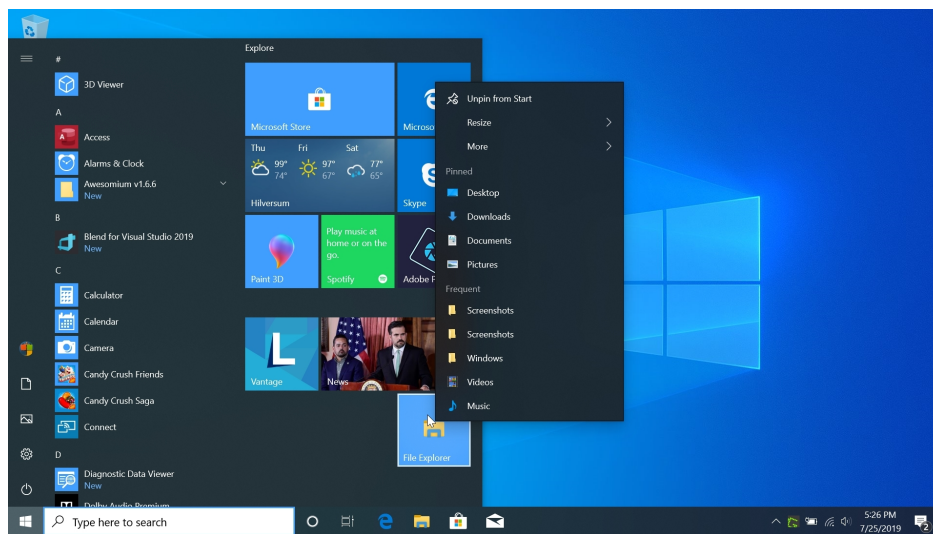 #
3D Viewer
A
Access
Alarms & Clock
Awesomium v1.6.6
New
B
Blend for Visual Studio 2019
New
C
Calculator
Calendar
Camera
Candy Crush Friends
Candy Crush Saga
Connect
D
Diagnostic Data Viewer
New
Dolby Audio Premium
Explore
Microsoft Store
Thu Fri Sat
99° 97° 77°
74° 67° 65°
Hilversum
Skype
Paint 3D
Play music at
home or on the
go.
Spotify
Adobe
L
Vantage
News
File Explorer
Unpin from Start
Resize
More
Pinned
Desktop
Downloads
Documents
Pictures
Frequent
Screenshots
Screenshots
Windows
Videos
Music
Type here to search
5:26 PM
7/25/2019
2